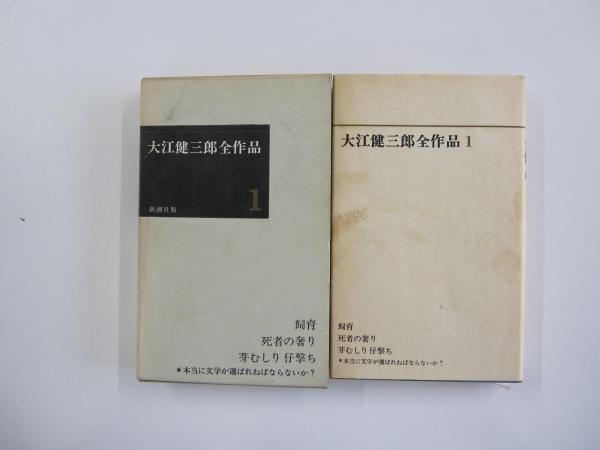 大江健三郎全作品
新潮社版
1
飼育
死者の奢り
芽むしり仔撃ち
*本当に文学が選ばれねばならないか?
大江健三郎全作品1
飼育
死者の奢り
芽むしり仔撃ち
*本当に文学が選ばれねばならないか?